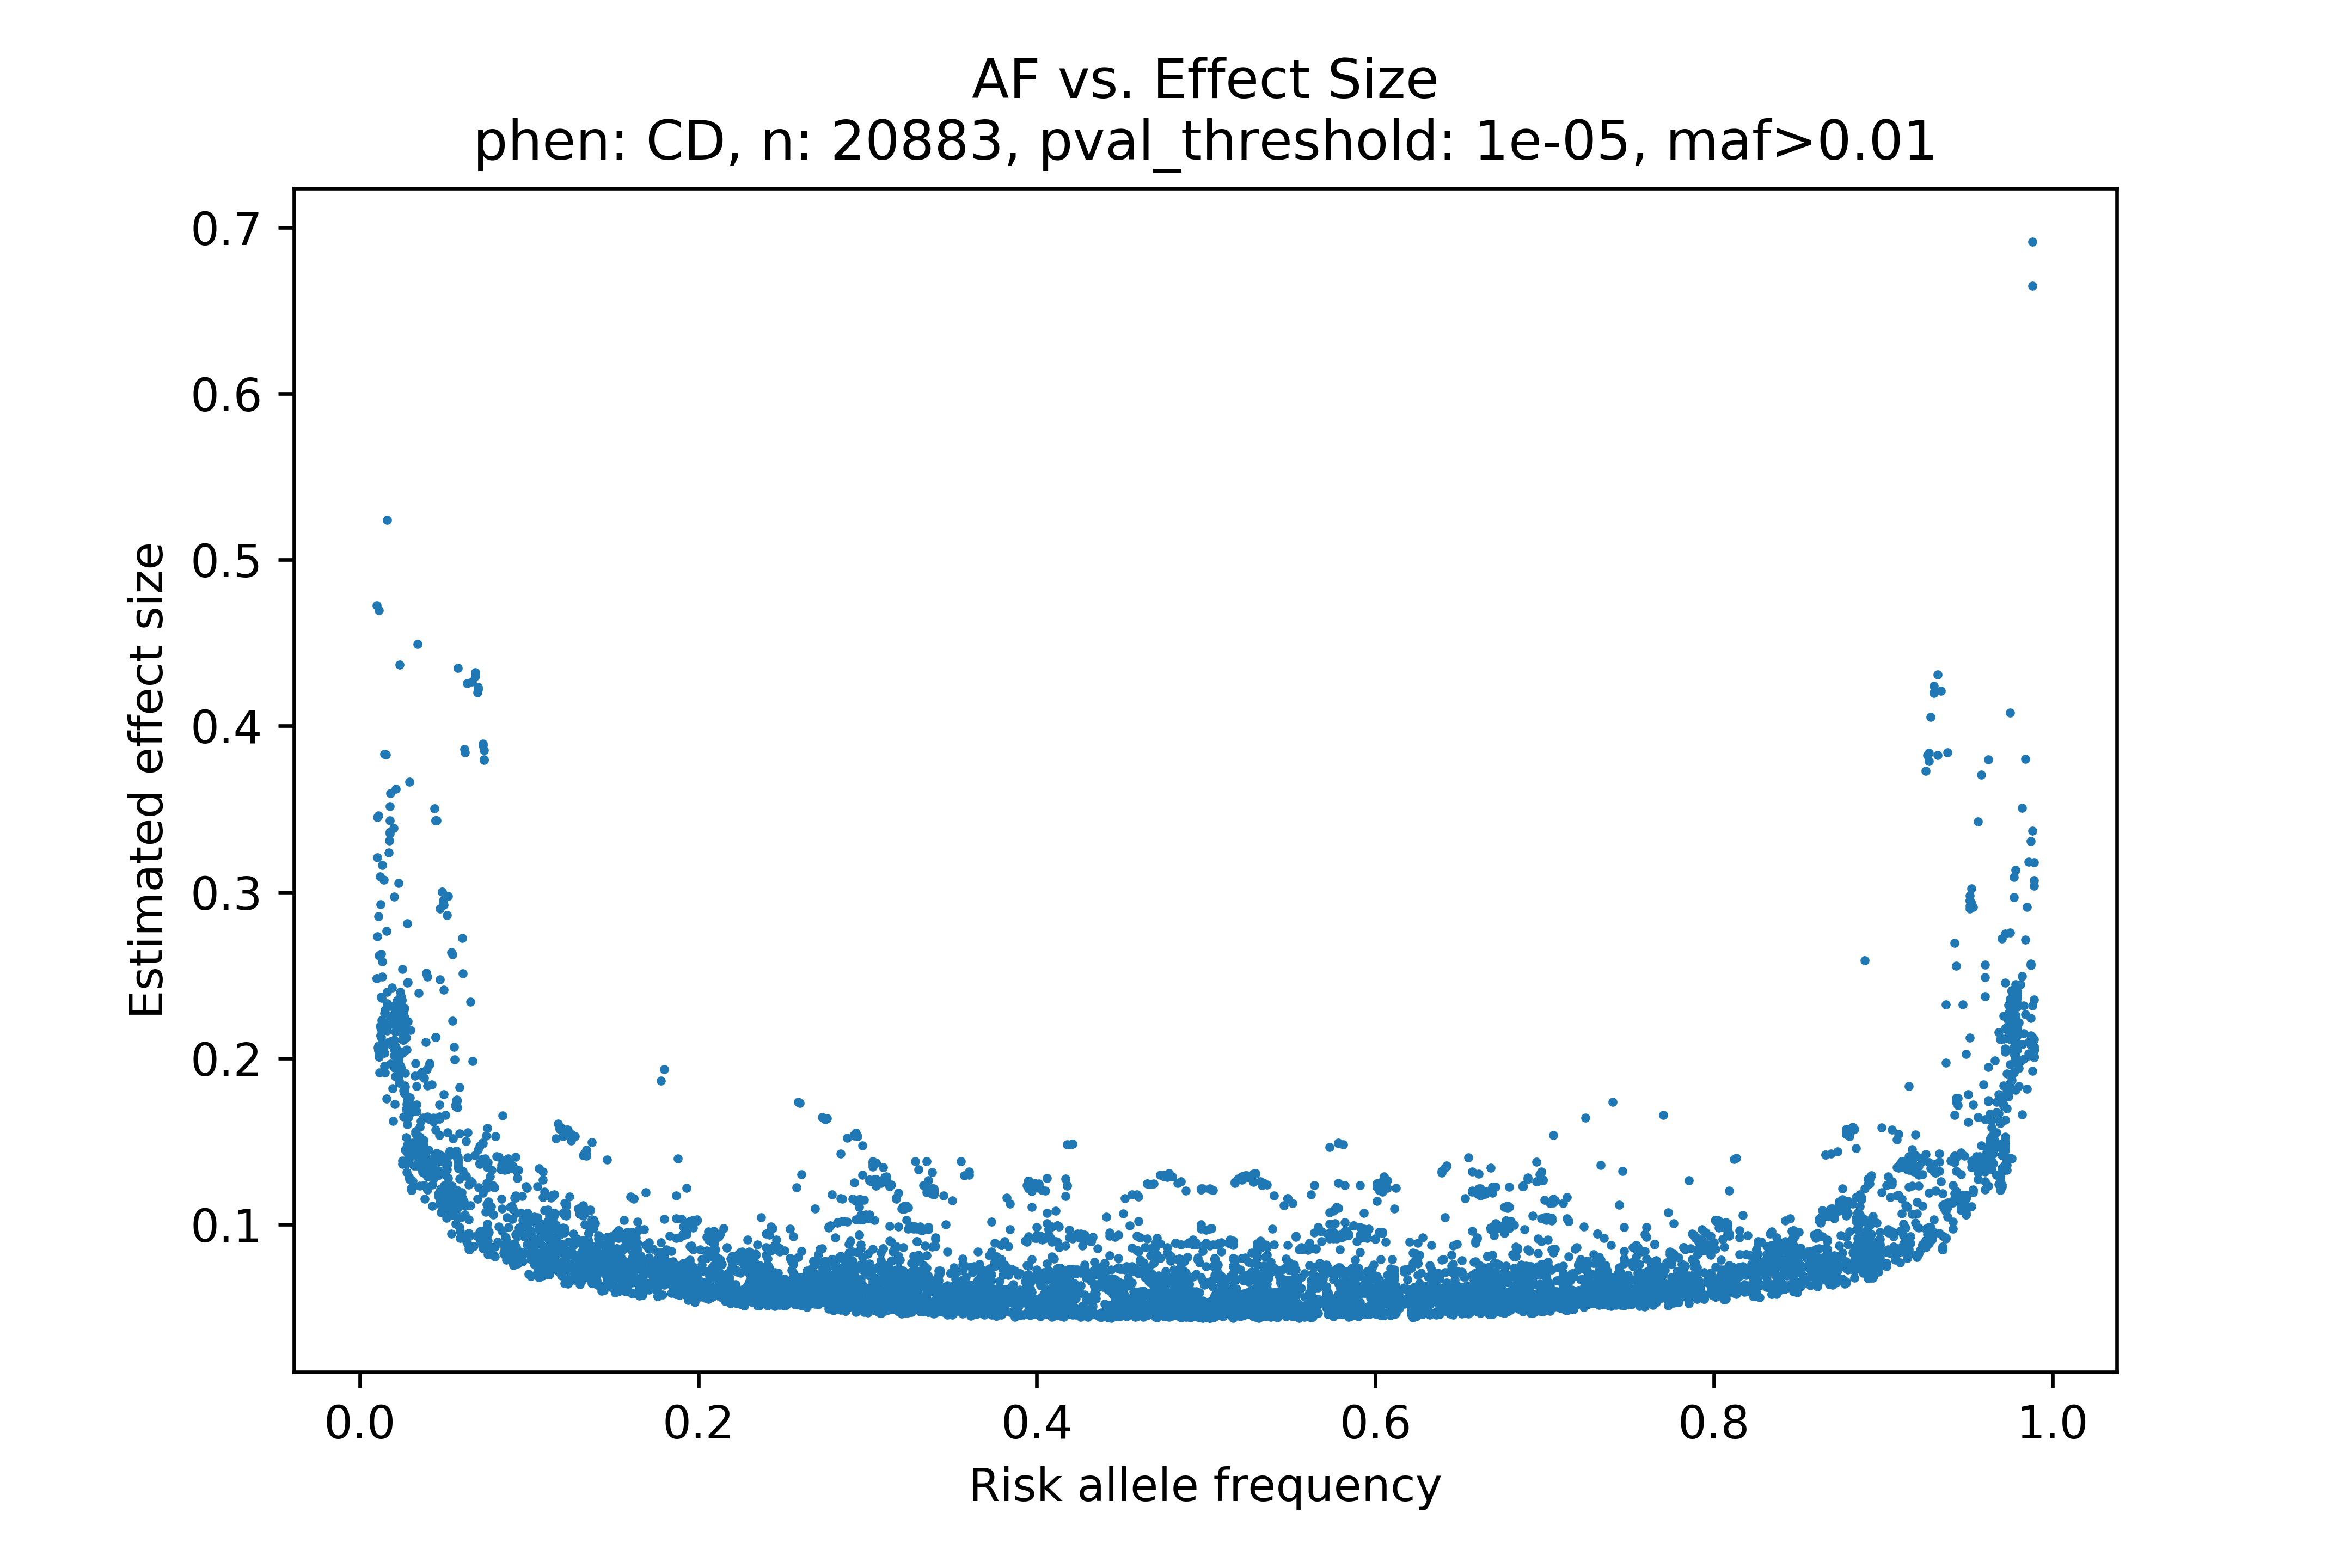 AF vs. Effect Size
phen: CD, n: 20883, pval_threshold: 1e-05, maf>0.01
Estimated effect size
0.7
0.6
0.5
0.4
0.3
0.2
0.1
0.0 0.2 0.4 0.6 0.8 1.0
Risk allele frequency